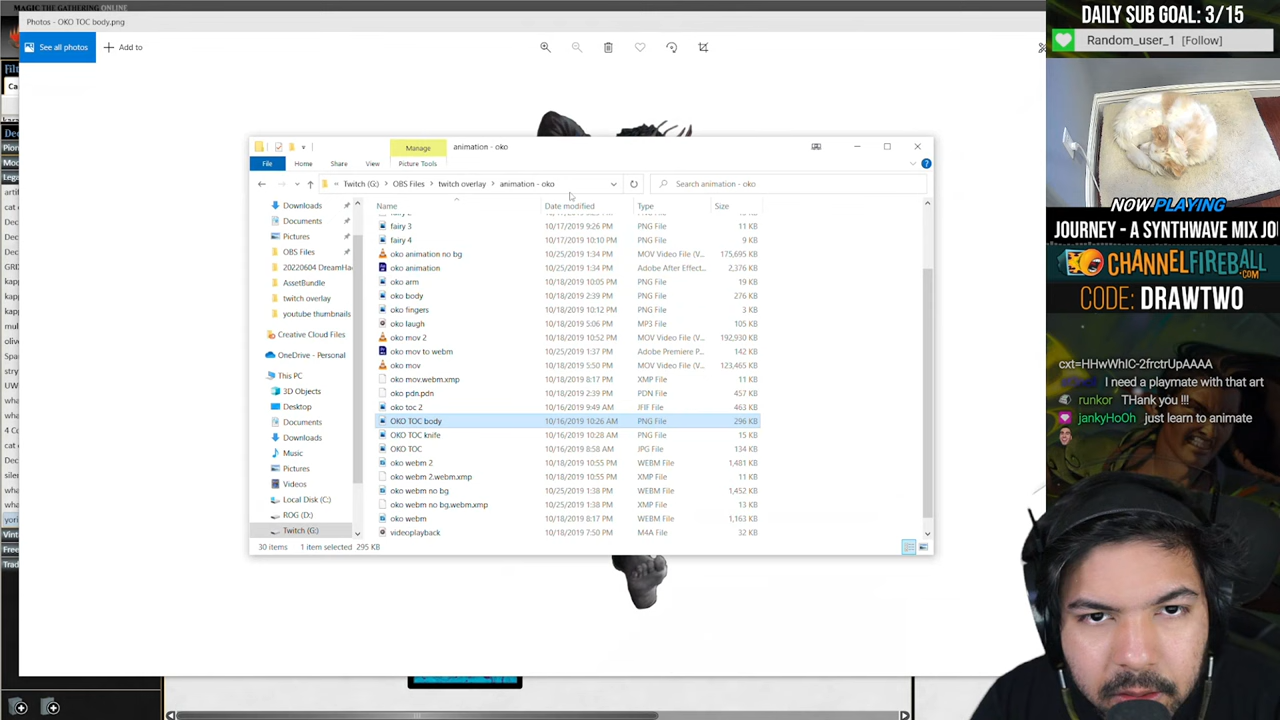 MAGIC THE GATHERING ONLINE
Photos - OKO TOC body.png
See all photos
Add to
DAILY SUB GOAL: 3/15
Random_user_1 [Follow]
Manage
animation - oko
File
Home
Share
View
Picture Tools
« Twitch (G:) > OBS Files > twitch overlay > animation - oko
Search animation - oko
Name
Date modified
Type
Size
Downloads
Documents
Pictures
OBS Files
20220604 DreamHa
AssetBundle
twitch overlay
youtube thumbnails
Creative Cloud Files
OneDrive - Personal
This PC
3D Objects
Desktop
Documents
Downloads
Music
Pictures
Videos
Local Disk (C:)
ROG (D:)
Twitch (G:)
fairy 3 10/17/2019 9:26 PM PNG File 11 KB
fairy 4 10/17/2019 10:10 PM PNG File 9 KB
oko animation no bg 10/25/2019 1:34 PM MOV Video File (V... 175,695 KB
oko animation 10/25/2019 1:34 PM Adobe After Effect... 2,376 KB
oko arm 10/18/2019 10:05 PM PNG File 19 KB
oko body 10/18/2019 2:39 PM PNG File 276 KB
oko fingers 10/18/2019 10:12 PM PNG File 3 KB
oko laugh 10/18/2019 5:06 PM MP3 File 105 KB
oko mov 2 10/18/2019 10:52 PM MOV Video File (V... 192,930 KB
oko mov to webm 10/25/2019 1:37 PM Adobe Premiere P... 142 KB
oko mov 10/18/2019 5:50 PM MOV Video File (V... 123,465 KB
oko mov.webm.xmp 10/18/2019 8:17 PM XMP File 11 KB
oko pdn.pdn 10/18/2019 2:39 PM PDN File 457 KB
oko toc 2 10/16/2019 9:49 AM JFIF File 463 KB
OKO TOC body 10/16/2019 10:26 AM PNG File 296 KB
OKO TOC knife 10/16/2019 10:28 AM PNG File 15 KB
OKO TOC 10/16/2019 8:58 AM JPG File 134 KB
oko webm 2 10/18/2019 10:55 PM WEBM File 1,481 KB
oko webm 2.webm.xmp 10/18/2019 10:55 PM XMP File 11 KB
oko webm no bg 10/25/2019 1:38 PM WEBM File 1,452 KB
oko webm no bg.webm.xmp 10/25/2019 1:38 PM XMP File 13 KB
oko webm 10/18/2019 8:17 PM WEBM File 1,163 KB
videoplayback 10/18/2019 7:50 PM M4A File 32 KB
30 items 1 item selected 295 KB
NOW PLAYING
JOURNEY - A SYNTHWAVE MIX JO
CHANNELFIREBALL
.COM
CODE: DRAWTWO
cxt=HHwWhIC-2frctrUpAAAA
I need a playmate with that art
runkor THank you !!!
jankyHoOh just learn to animate